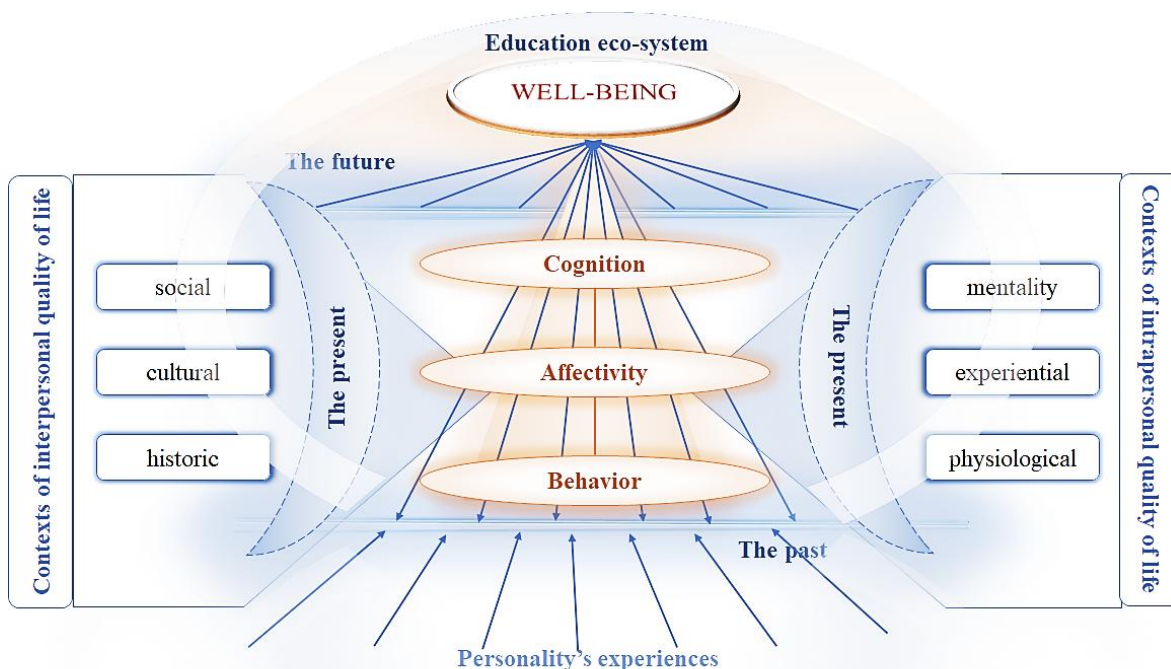 Education eco-system
WELL-BEING
The future
Contexts of interpersonal quality of life
social
cultural
historic
The present
Cognition
Affectivity
Behavior
The present
mentality
experiential
physiological
Contexts of intrapersonal quality of life
The past
Personality's experiences